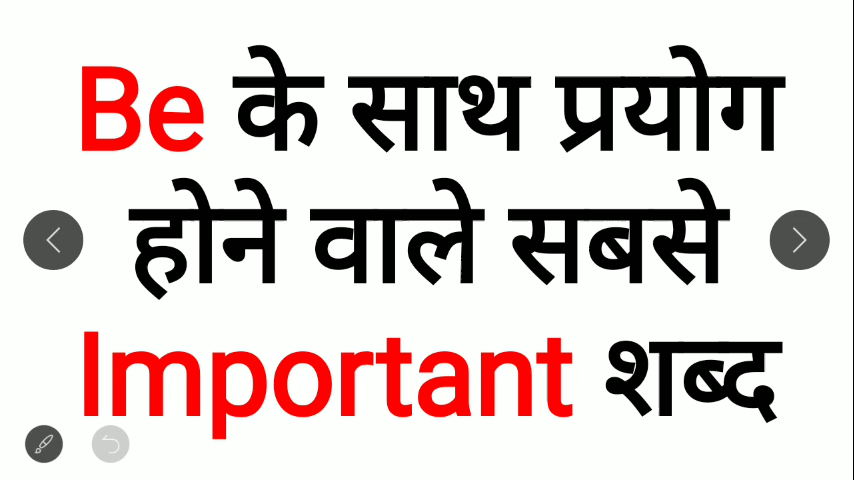 Be के साथ प्रयोग
होने वाले सबसे
Important शब्द